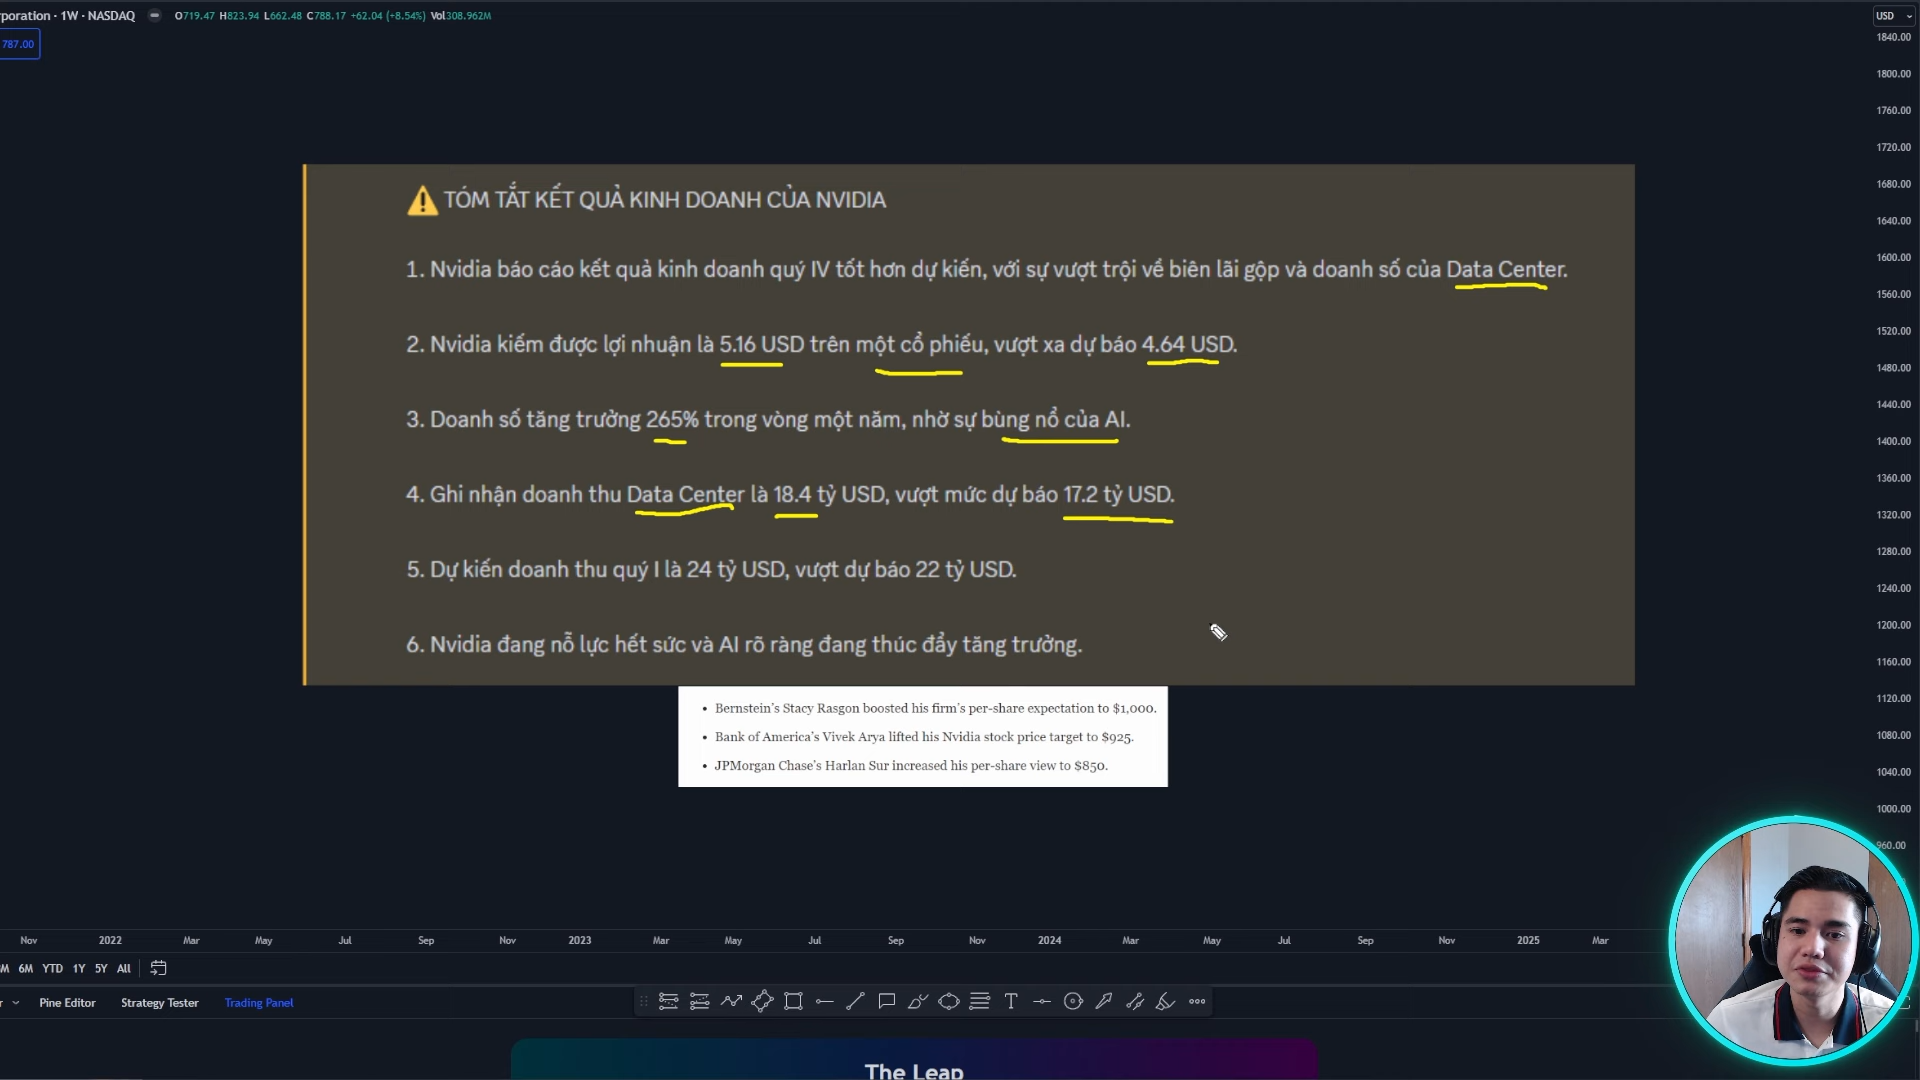 poration · 1W · NASDAQ O719.47 H823.94 L662.48 C788.17 +62.04 (+8.54%) Vol308.962M
USD
787.00
1840.00
1800.00
1760.00
1720.00
1680.00
1640.00
1600.00
1560.00
1520.00
1480.00
1440.00
1400.00
1360.00
1320.00
1280.00
1240.00
1200.00
1160.00
1120.00
1080.00
1040.00
1000.00
960.00
TÓM TẮT KẾT QUẢ KINH DOANH CỦA NVIDIA
1. Nvidia báo cáo kết quả kinh doanh quý IV tốt hơn dự kiến, với sự vượt trội về biên lãi gộp và doanh số của Data Center.
2. Nvidia kiếm được lợi nhuận là 5.16 USD trên một cổ phiếu, vượt xa dự báo 4.64 USD.
3. Doanh số tăng trưởng 265% trong vòng một năm, nhờ sự bùng nổ của AI.
4. Ghi nhận doanh thu Data Center là 18.4 tỷ USD, vượt mức dự báo 17.2 tỷ USD.
5. Dự kiến doanh thu quý I là 24 tỷ USD, vượt dự báo 22 tỷ USD.
6. Nvidia đang nỗ lực hết sức và AI rõ ràng đang thúc đẩy tăng trưởng.
• Bernstein's Stacy Rasgon boosted his firm's per-share expectation to $1,000.
• Bank of America's Vivek Arya lifted his Nvidia stock price target to $925.
• JPMorgan Chase's Harlan Sur increased his per-share view to $850.
Nov 2022 Mar May Jul Sep Nov 2023 Mar May Jul Sep Nov 2024 Mar May Jul Sep Nov 2025 Mar
M 6M YTD 1Y 5Y All
r Pine Editor Strategy Tester Trading Panel
The Leap